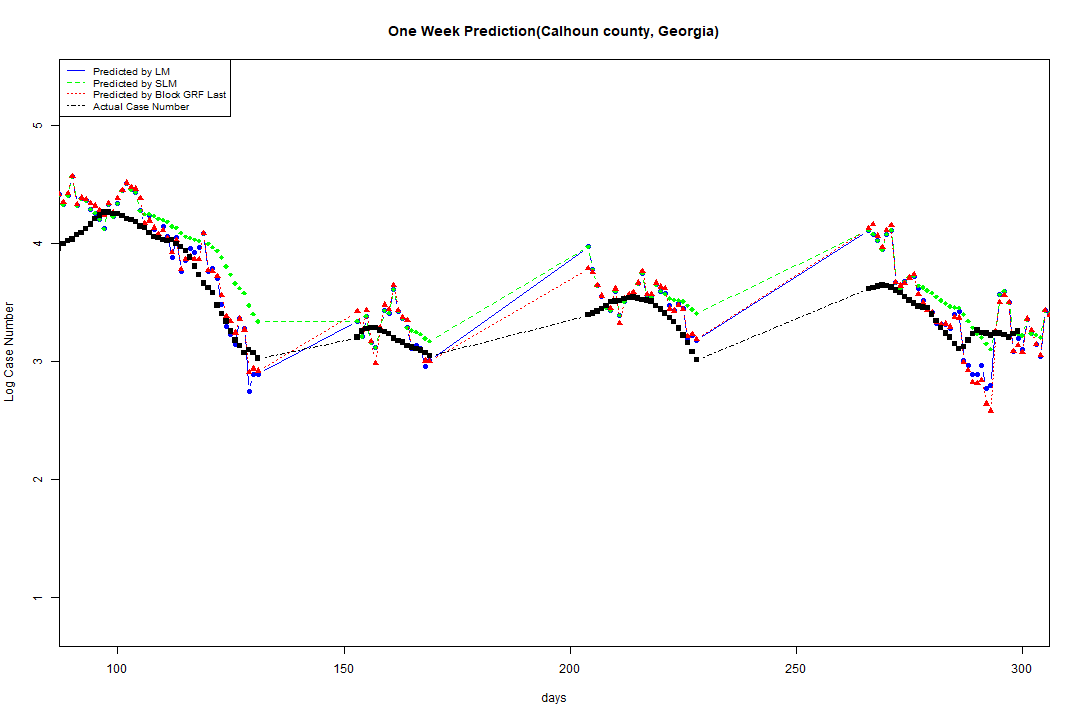 One Week Prediction(Calhoun county, Georgia)
Predicted by LM
Predicted by SLM
Predicted by Block GRF Last
Actual Case Number
Log Case Number
5
4
3
2
1
100 150 200 250 300
days